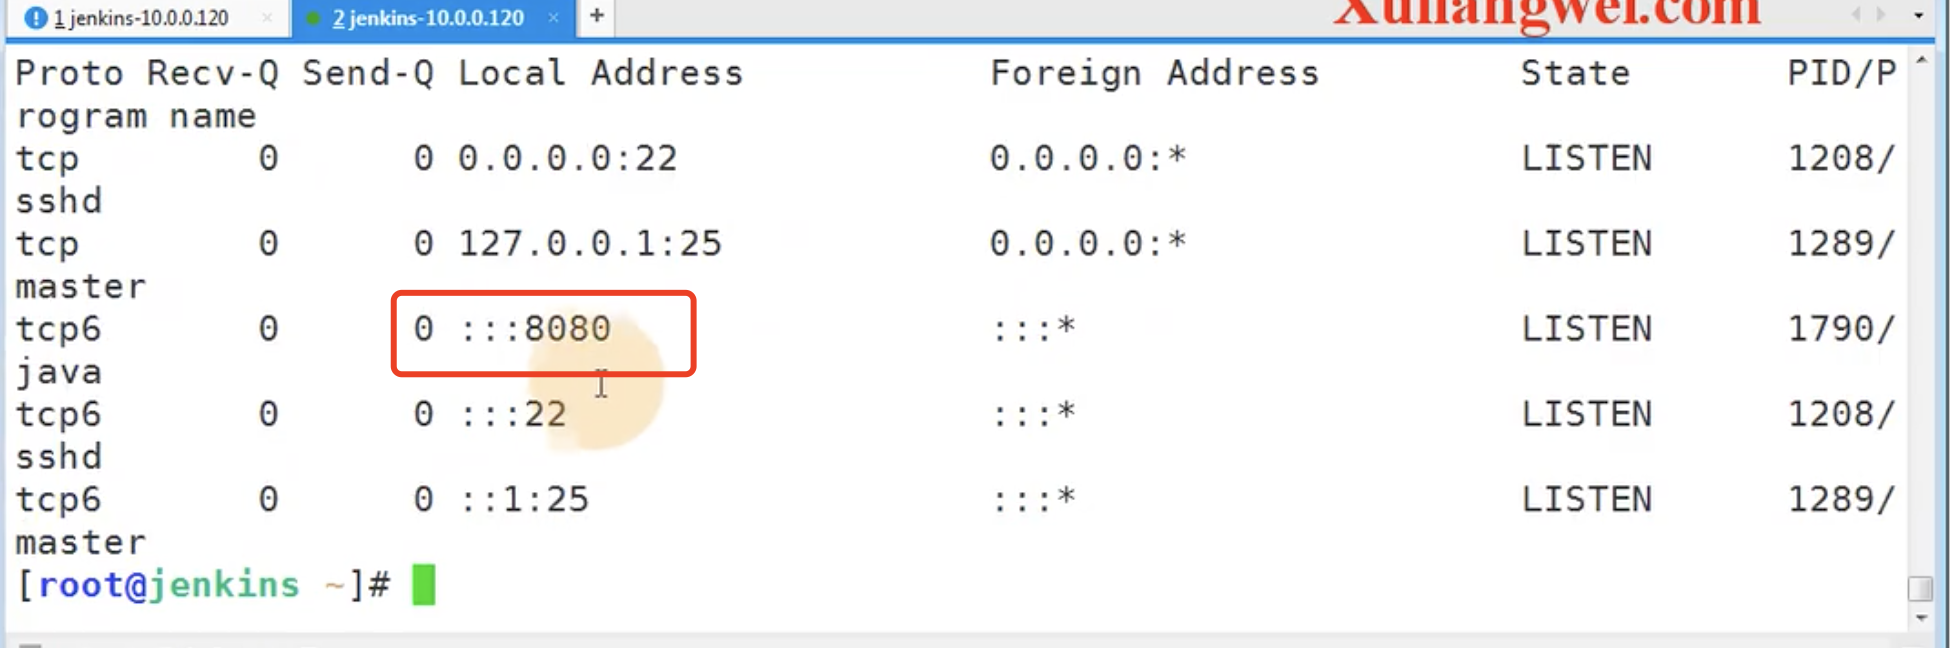 1 jenkins-10.0.0.120 × 2 jenkins-10.0.0.120 × +
Xuliangwei.com
Proto Recv-Q Send-Q Local Address Foreign Address State PID/P
rogram name
tcp 0 0 0.0.0.0:22 0.0.0.0:* LISTEN 1208/
sshd
tcp 0 0 127.0.0.1:25 0.0.0.0:* LISTEN 1289/
master
tcp6 0 0 :::8080 :::* LISTEN 1790/
java
tcp6 0 0 :::22 :::* LISTEN 1208/
sshd
tcp6 0 0 ::1:25 :::* LISTEN 1289/
master
[root@jenkins ~]#